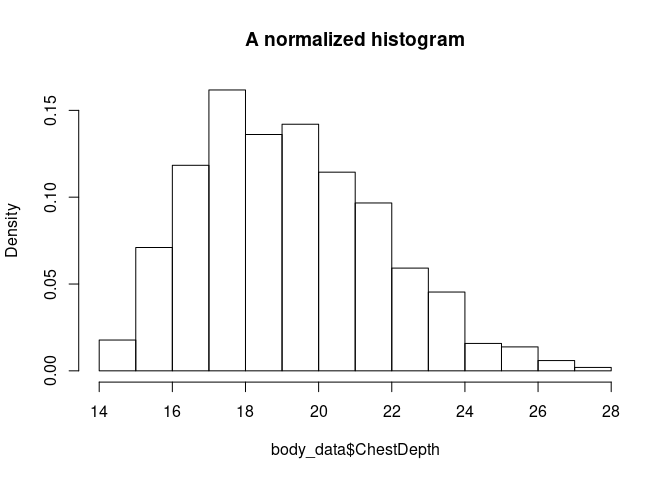 A normalized histogram
Density
0.15
0.10
0.05
0.00
14 16 18 20 22 24 26 28
body_data$ChestDepth